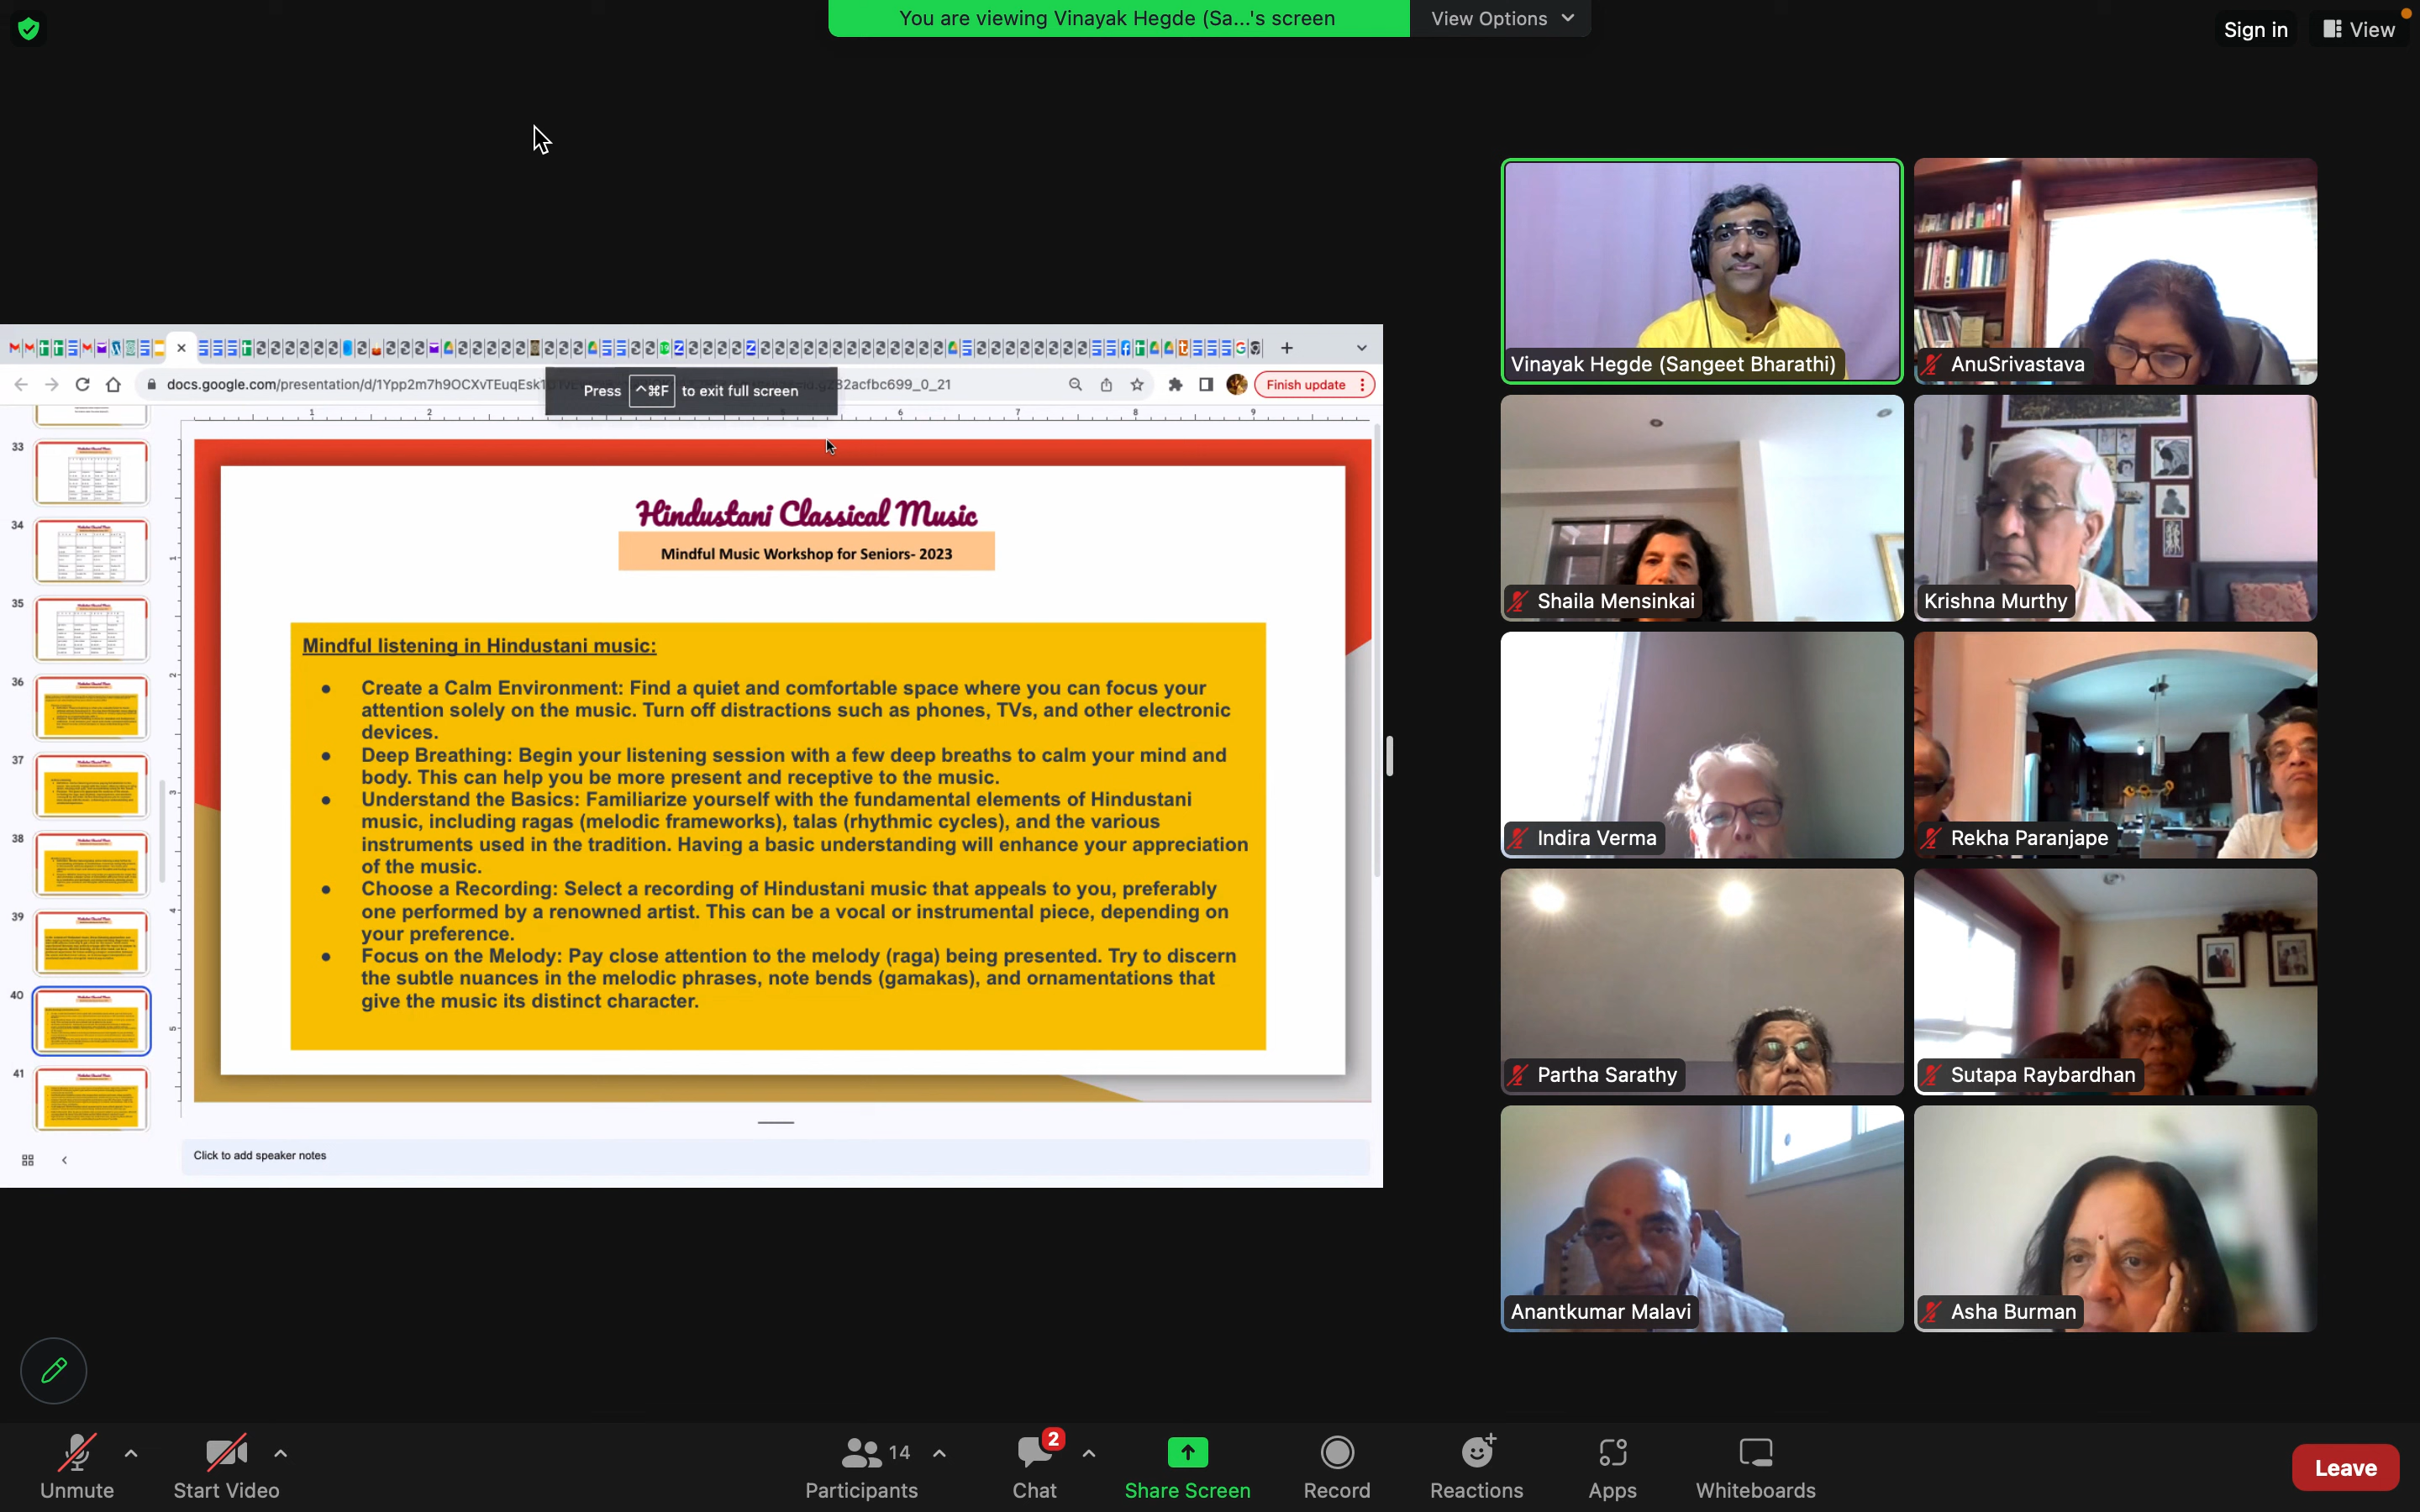 You are viewing Vinayak Hegde (Sa...'s screen
View Options
Sign in
View
docs.google.com/presentation/d/1Ypp2m7h9OCXvTEuqEsk1
82acfbc699_0_21
Finish update
Press ^⌘F to exit full screen
1
2
6
7
8
9
33
34
35
36
37
38
39
40
41
1
2
3
4
5
Hindustani Classical Music
Mindful Music Workshop for Seniors- 2023
Mindful listening in Hindustani music:
● Create a Calm Environment: Find a quiet and comfortable space where you can focus your
attention solely on the music. Turn off distractions such as phones, TVs, and other electronic
devices.
● Deep Breathing: Begin your listening session with a few deep breaths to calm your mind and
body. This can help you be more present and receptive to the music.
● Understand the Basics: Familiarize yourself with the fundamental elements of Hindustani
music, including ragas (melodic frameworks), talas (rhythmic cycles), and the various
instruments used in the tradition. Having a basic understanding will enhance your appreciation
of the music.
● Choose a Recording: Select a recording of Hindustani music that appeals to you, preferably
one performed by a renowned artist. This can be a vocal or instrumental piece, depending on
your preference.
● Focus on the Melody: Pay close attention to the melody (raga) being presented. Try to discern
the subtle nuances in the melodic phrases, note bends (gamakas), and ornamentations that
give the music its distinct character.
Click to add speaker notes
Vinayak Hegde (Sangeet Bharathi)
AnuSrivastava
Shaila Mensinkai
Krishna Murthy
Indira Verma
Rekha Paranjape
Partha Sarathy
Sutapa Raybardhan
Anantkumar Malavi
Asha Burman
Unmute
Start Video
14
Participants
2
Chat
Share Screen
Record
Reactions
Apps
Whiteboards
Leave